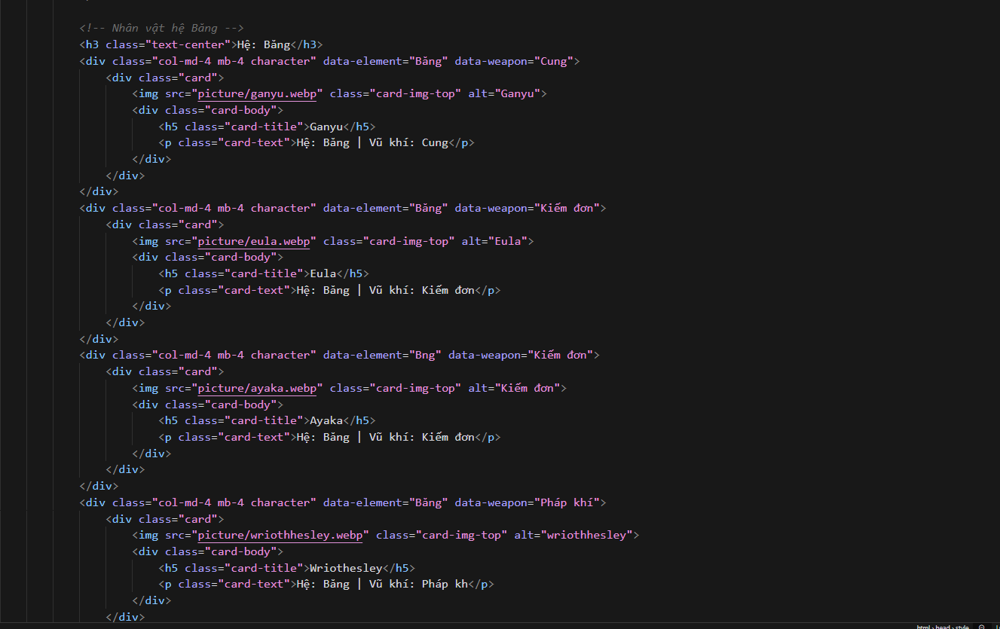 <!-- Nhân vật hệ Băng -->
<h3 class="text-center">Hệ: Băng</h3>
<div class="col-md-4 mb-4 character" data-element="Băng" data-weapon="Cung">
<div class="card">
<img src="picture/ganyu.webp" class="card-img-top" alt="Ganyu">
<div class="card-body">
<h5 class="card-title">Ganyu</h5>
<p class="card-text">Hệ: Băng | Vũ khí: Cung</p>
</div>
</div>
</div>
<div class="col-md-4 mb-4 character" data-element="Băng" data-weapon="Kiếm đơn">
<div class="card">
<img src="picture/eula.webp" class="card-img-top" alt="Eula">
<div class="card-body">
<h5 class="card-title">Eula</h5>
<p class="card-text">Hệ: Băng | Vũ khí: Kiếm đơn</p>
</div>
</div>
</div>
<div class="col-md-4 mb-4 character" data-element="Bng" data-weapon="Kiếm đơn">
<div class="card">
<img src="picture/ayaka.webp" class="card-img-top" alt="Kiếm đơn">
<div class="card-body">
<h5 class="card-title">Ayaka</h5>
<p class="card-text">Hệ: Băng | Vũ khí: Kiếm đơn</p>
</div>
</div>
</div>
<div class="col-md-4 mb-4 character" data-element="Băng" data-weapon="Pháp khí">
<div class="card">
<img src="picture/wriothhesley.webp" class="card-img-top" alt="wriothhesley">
<div class="card-body">
<h5 class="card-title">Wriothesley</h5>
<p class="card-text">Hệ: Băng | Vũ khí: Pháp kh</p>
</div>
</div>
html › head › style